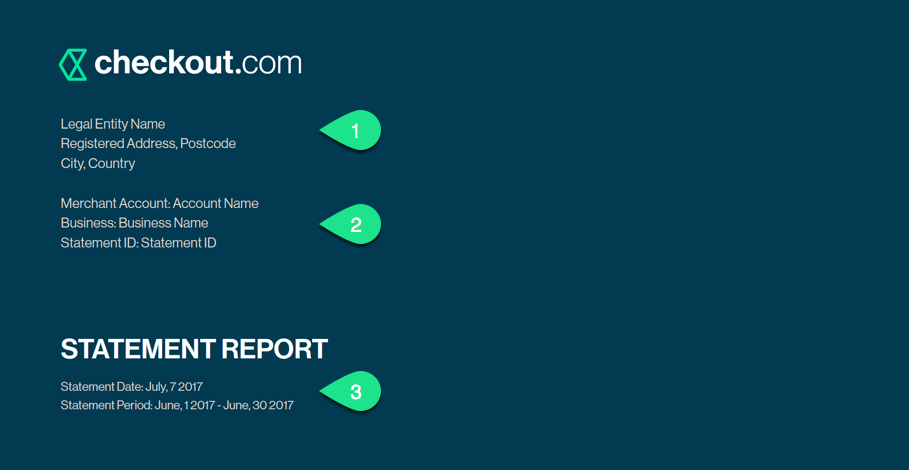 checkout.com
Legal Entity Name
Registered Address, Postcode
City, Country
1
Merchant Account: Account Name
Business: Business Name
Statement ID: Statement ID
2
STATEMENT REPORT
Statement Date: July, 7 2017
Statement Period: June, 1 2017 - June, 30 2017
3